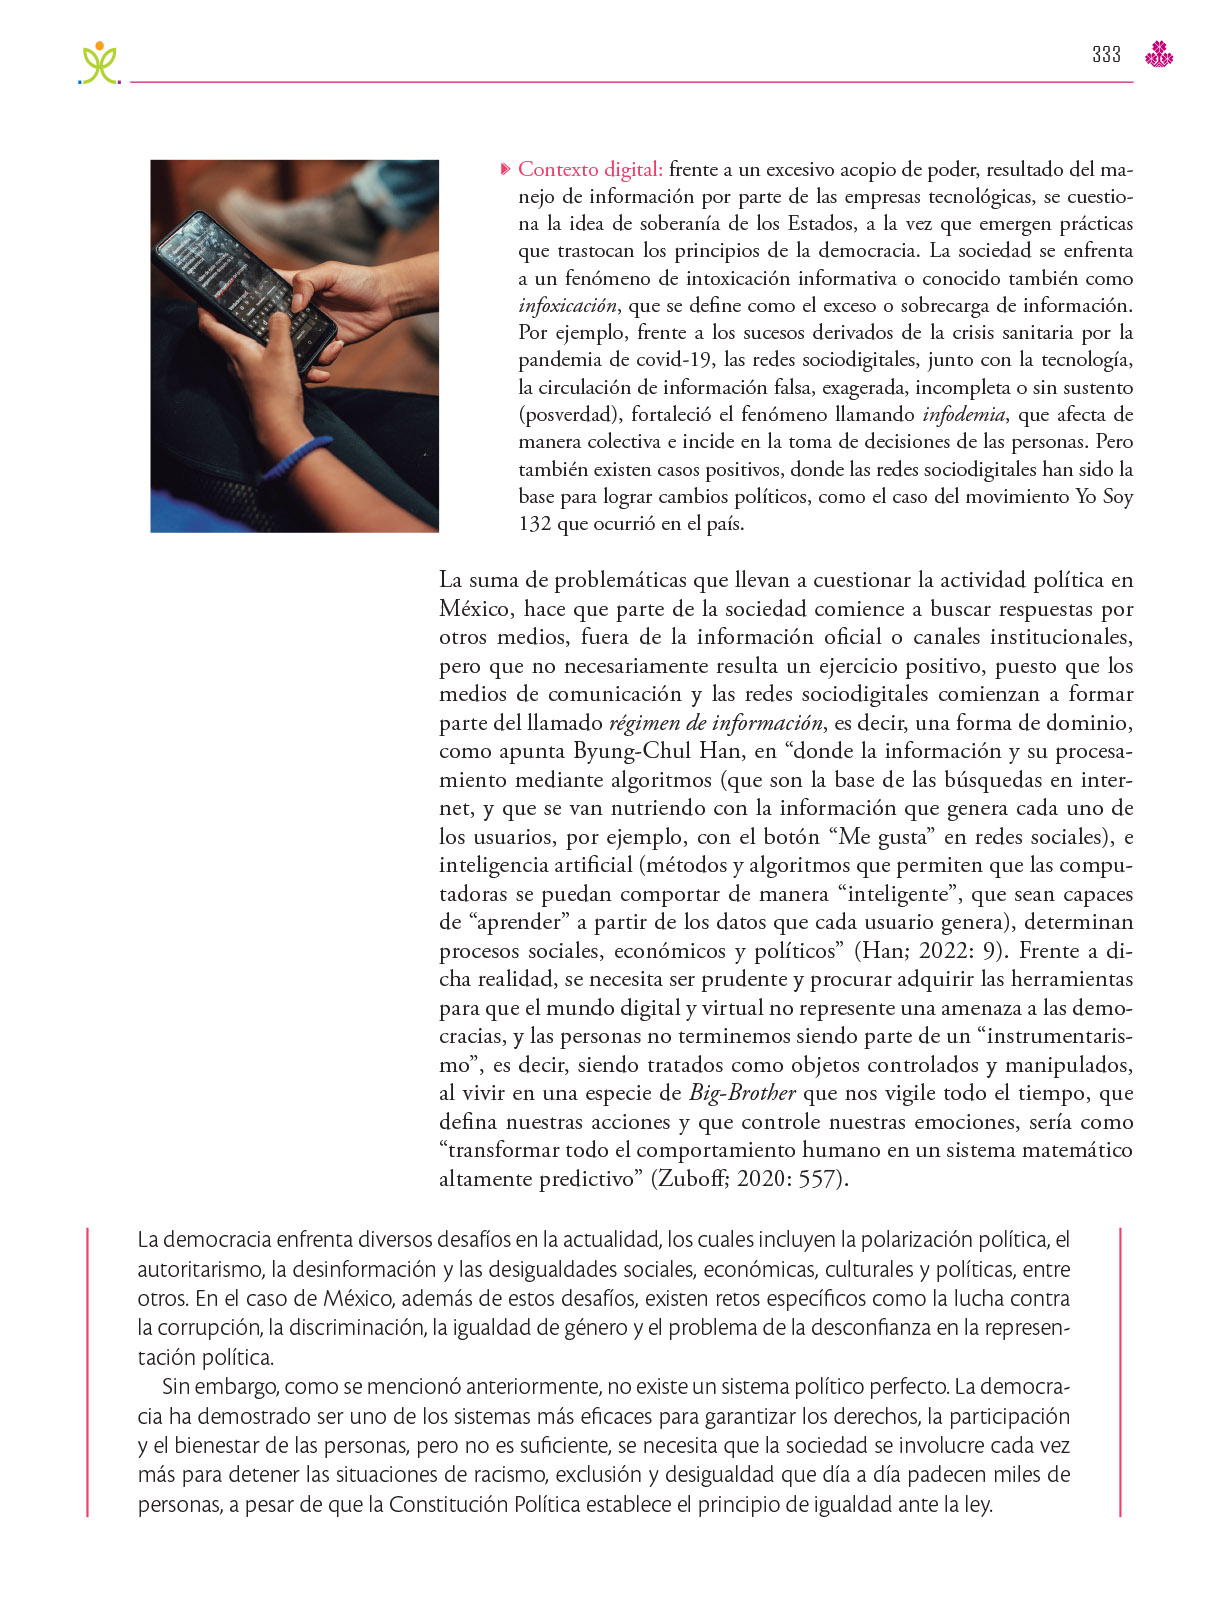 333
Contexto digital: frente a un excesivo acopio de poder, resultado del ma-
nejo de información por parte de las empresas tecnológicas, se cuestio-
na la idea de soberanía de los Estados, a la vez que emergen prácticas
que trastocan los principios de la democracia. La sociedad se enfrenta
a un fenómeno de intoxicación informativa o conocido también como
infoxicación, que se define como el exceso o sobrecarga de información.
Por ejemplo, frente a los sucesos derivados de la crisis sanitaria por la
pandemia de covid-19, las redes sociodigitales, junto con la tecnología,
la circulación de información falsa, exagerada, incompleta o sin sustento
(posverdad), fortaleció el fenómeno llamando infodemia, que afecta de
manera colectiva e incide en la toma de decisiones de las personas. Pero
también existen casos positivos, donde las redes sociodigitales han sido la
base para lograr cambios políticos, como el caso del movimiento Yo Soy
132 que ocurrió en el país.
La suma de problemáticas que llevan a cuestionar la actividad política en
México, hace que parte de la sociedad comience a buscar respuestas por
otros medios, fuera de la información oficial o canales institucionales,
pero que no necesariamente resulta un ejercicio positivo, puesto que los
medios de comunicación y las redes sociodigitales comienzan a formar
parte del llamado régimen de información, es decir, una forma de dominio,
como apunta Byung-Chul Han, en “donde la información y su procesa-
miento mediante algoritmos (que son la base de las búsquedas en inter-
net, y que se van nutriendo con la información que genera cada uno de
los usuarios, por ejemplo, con el botón “Me gusta” en redes sociales), e
inteligencia artificial (métodos y algoritmos que permiten que las compu-
tadoras se puedan comportar de manera “inteligente”, que sean capaces
de “aprender” a partir de los datos que cada usuario genera), determinan
procesos sociales, económicos y políticos” (Han; 2022: 9). Frente a di-
cha realidad, se necesita ser prudente y procurar adquirir las herramientas
para que el mundo digital y virtual no represente una amenaza a las demo-
cracias, y las personas no terminemos siendo parte de un “instrumentaris-
mo”, es decir, siendo tratados como objetos controlados y manipulados,
al vivir en una especie de Big-Brother que nos vigile todo el tiempo, que
defina nuestras acciones y que controle nuestras emociones, sería como
“transformar todo el comportamiento humano en un sistema matemático
altamente predictivo” (Zuboff; 2020: 557).
La democracia enfrenta diversos desafíos en la actualidad, los cuales incluyen la polarización política, el
autoritarismo, la desinformación y las desigualdades sociales, económicas, culturales y políticas, entre
otros. En el caso de México, además de estos desafíos, existen retos específicos como la lucha contra
la corrupción, la discriminación, la igualdad de género y el problema de la desconfianza en la represen-
tación política.
Sin embargo, como se mencionó anteriormente, no existe un sistema político perfecto. La democra-
cia ha demostrado ser uno de los sistemas más eficaces para garantizar los derechos, la participación
y el bienestar de las personas, pero no es suficiente, se necesita que la sociedad se involucre cada vez
más para detener las situaciones de racismo, exclusión y desigualdad que día a día padecen miles de
personas, a pesar de que la Constitución Política establece el principio de igualdad ante la ley.